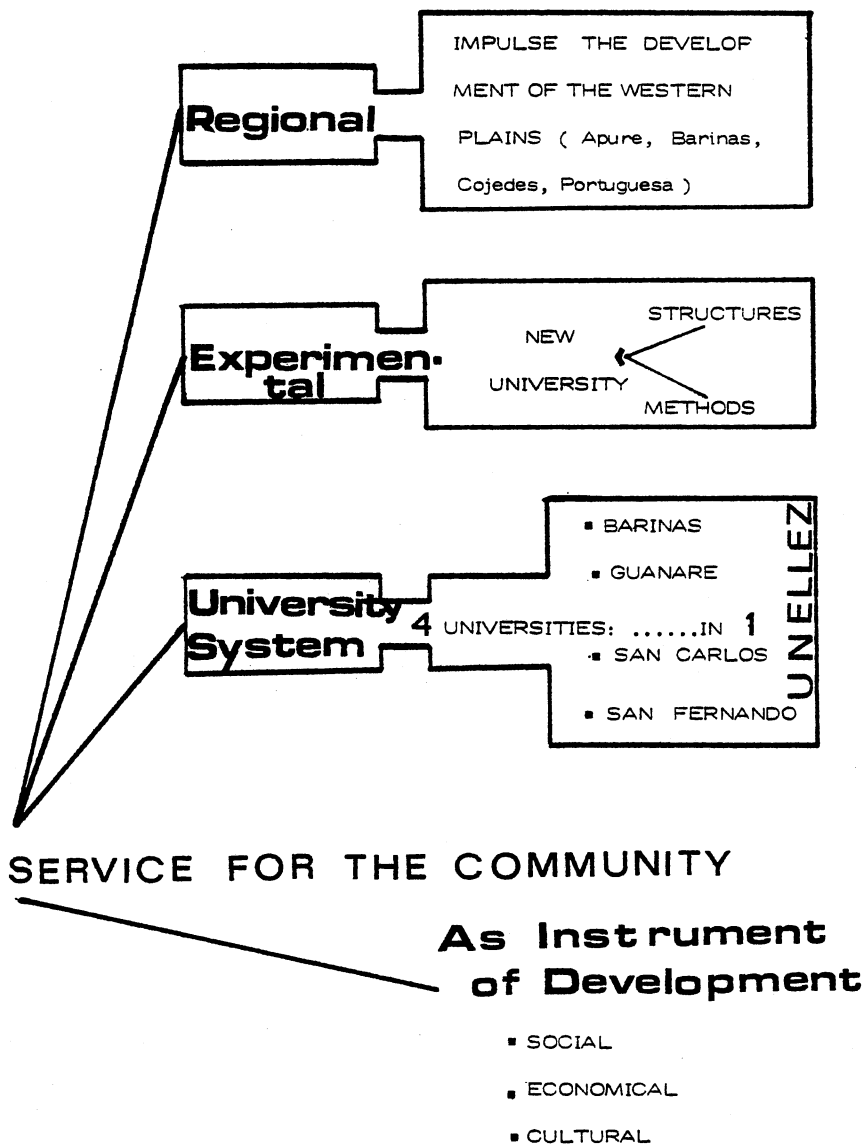 Regional
IMPULSE THE DEVELOP
MENT OF THE WESTERN
PLAINS ( Apure, Barinas,
Cojedes, Portuguesa )
Experimen-
tal
NEW
UNIVERSITY
STRUCTURES
METHODS
University
System
4 UNIVERSITIES: ......IN 1
▪ BARINAS
▪ GUANARE
▪ SAN CARLOS
▪ SAN FERNANDO
UNELLEZ
SERVICE FOR THE COMMUNITY
As Instrument
of Development
▪ SOCIAL
▪ ECONOMICAL
▪ CULTURAL